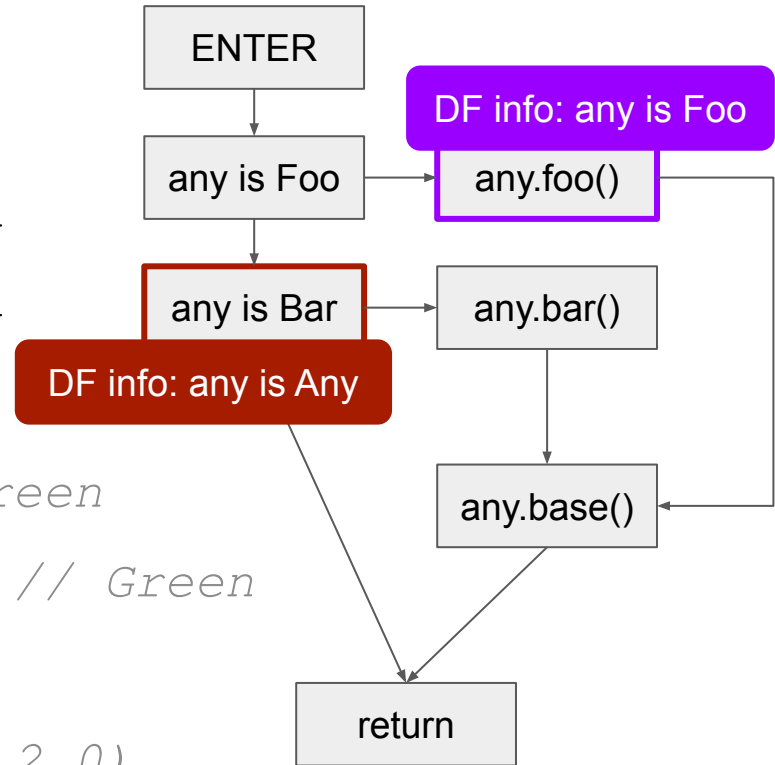 ENTER
DF info: any is Foo
any is Foo
any.foo()
any is Bar
any.bar()
DF info: any is Any
any.base()
// Green
return